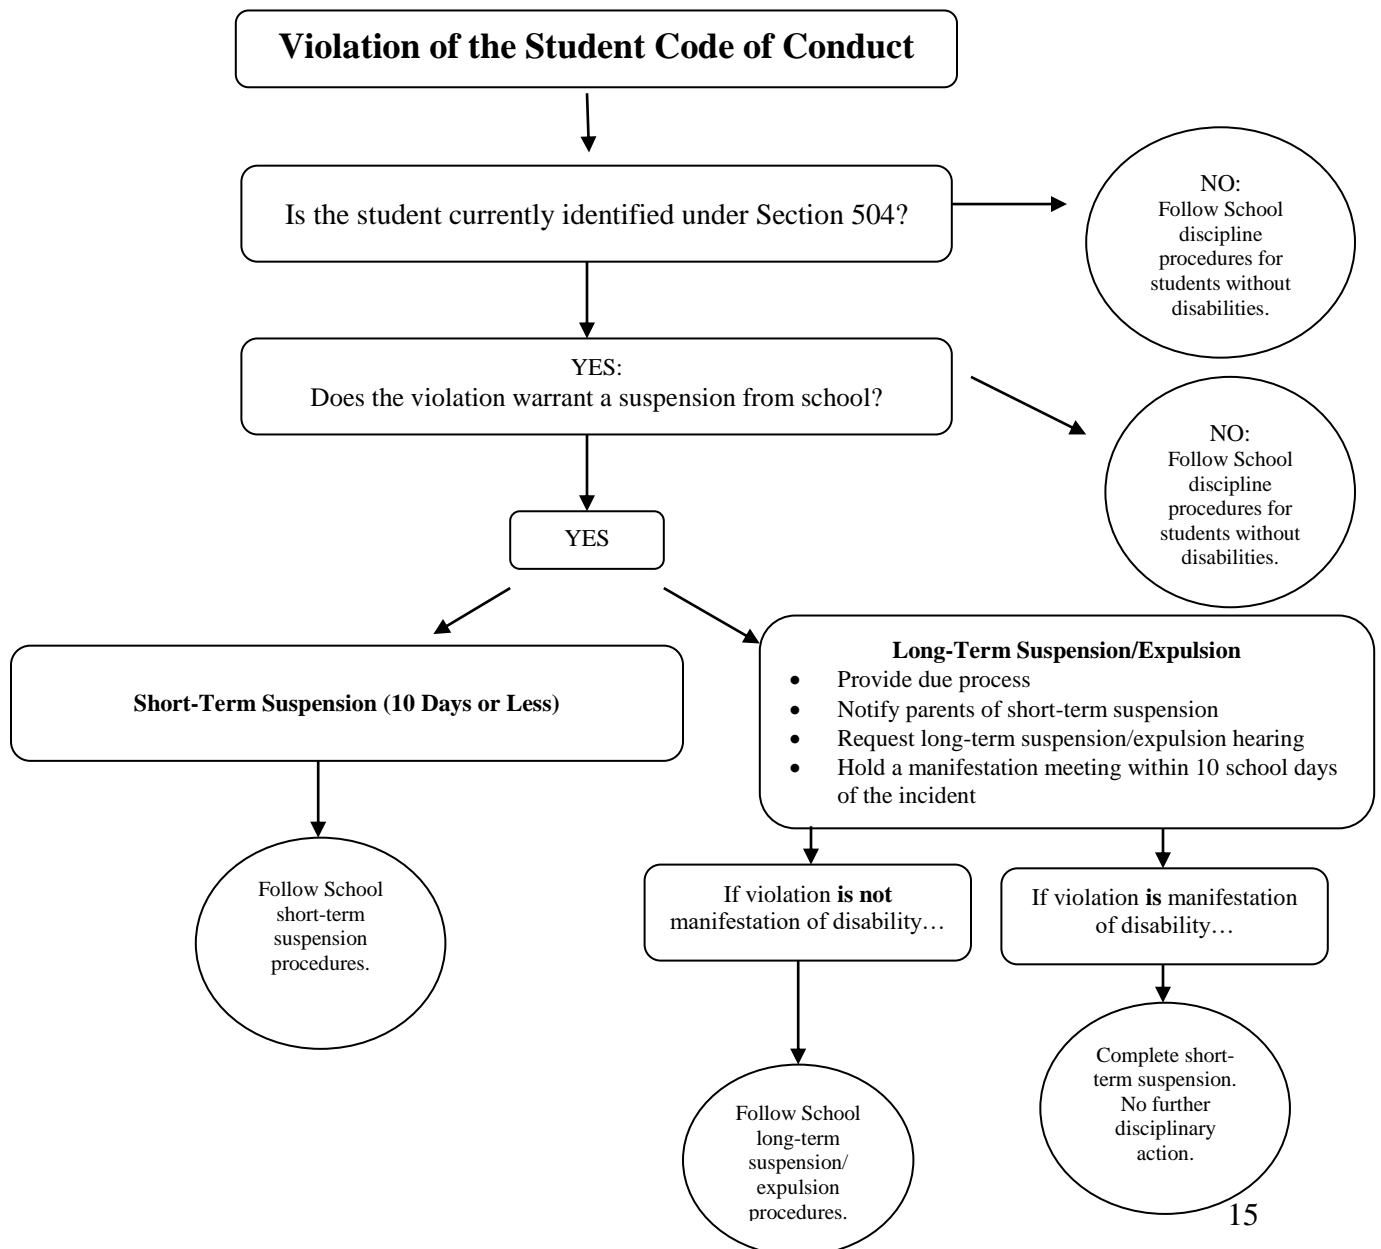 Violation of the Student Code of Conduct
Is the student currently identified under Section 504?
NO:
Follow School
discipline
procedures for
students without
disabilities.
YES:
Does the violation warrant a suspension from school?
NO:
Follow School
discipline
procedures for
students without
disabilities.
YES
Short-Term Suspension (10 Days or Less)
Long-Term Suspension/Expulsion
• Provide due process
• Notify parents of short-term suspension
• Request long-term suspension/expulsion hearing
• Hold a manifestation meeting within 10 school days
of the incident
Follow School
short-term
suspension
procedures.
If violation is not
manifestation of disability…
If violation is manifestation
of disability…
Follow School
long-term
suspension/
expulsion
procedures.
Complete short-
term suspension.
No further
disciplinary
action.
15